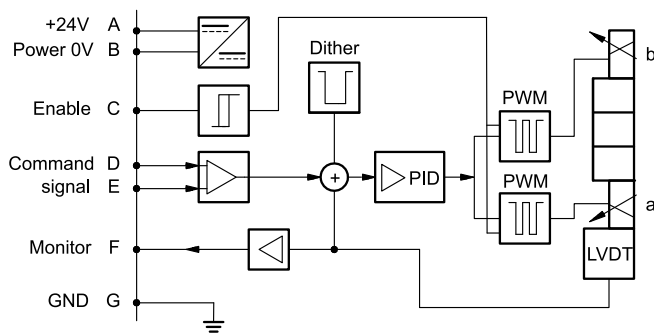 +24V A
Power 0V B
Dither
b
PWM
Enable C
Command D
signal E
+
PID
PWM
a
Monitor F
LVDT
GND G